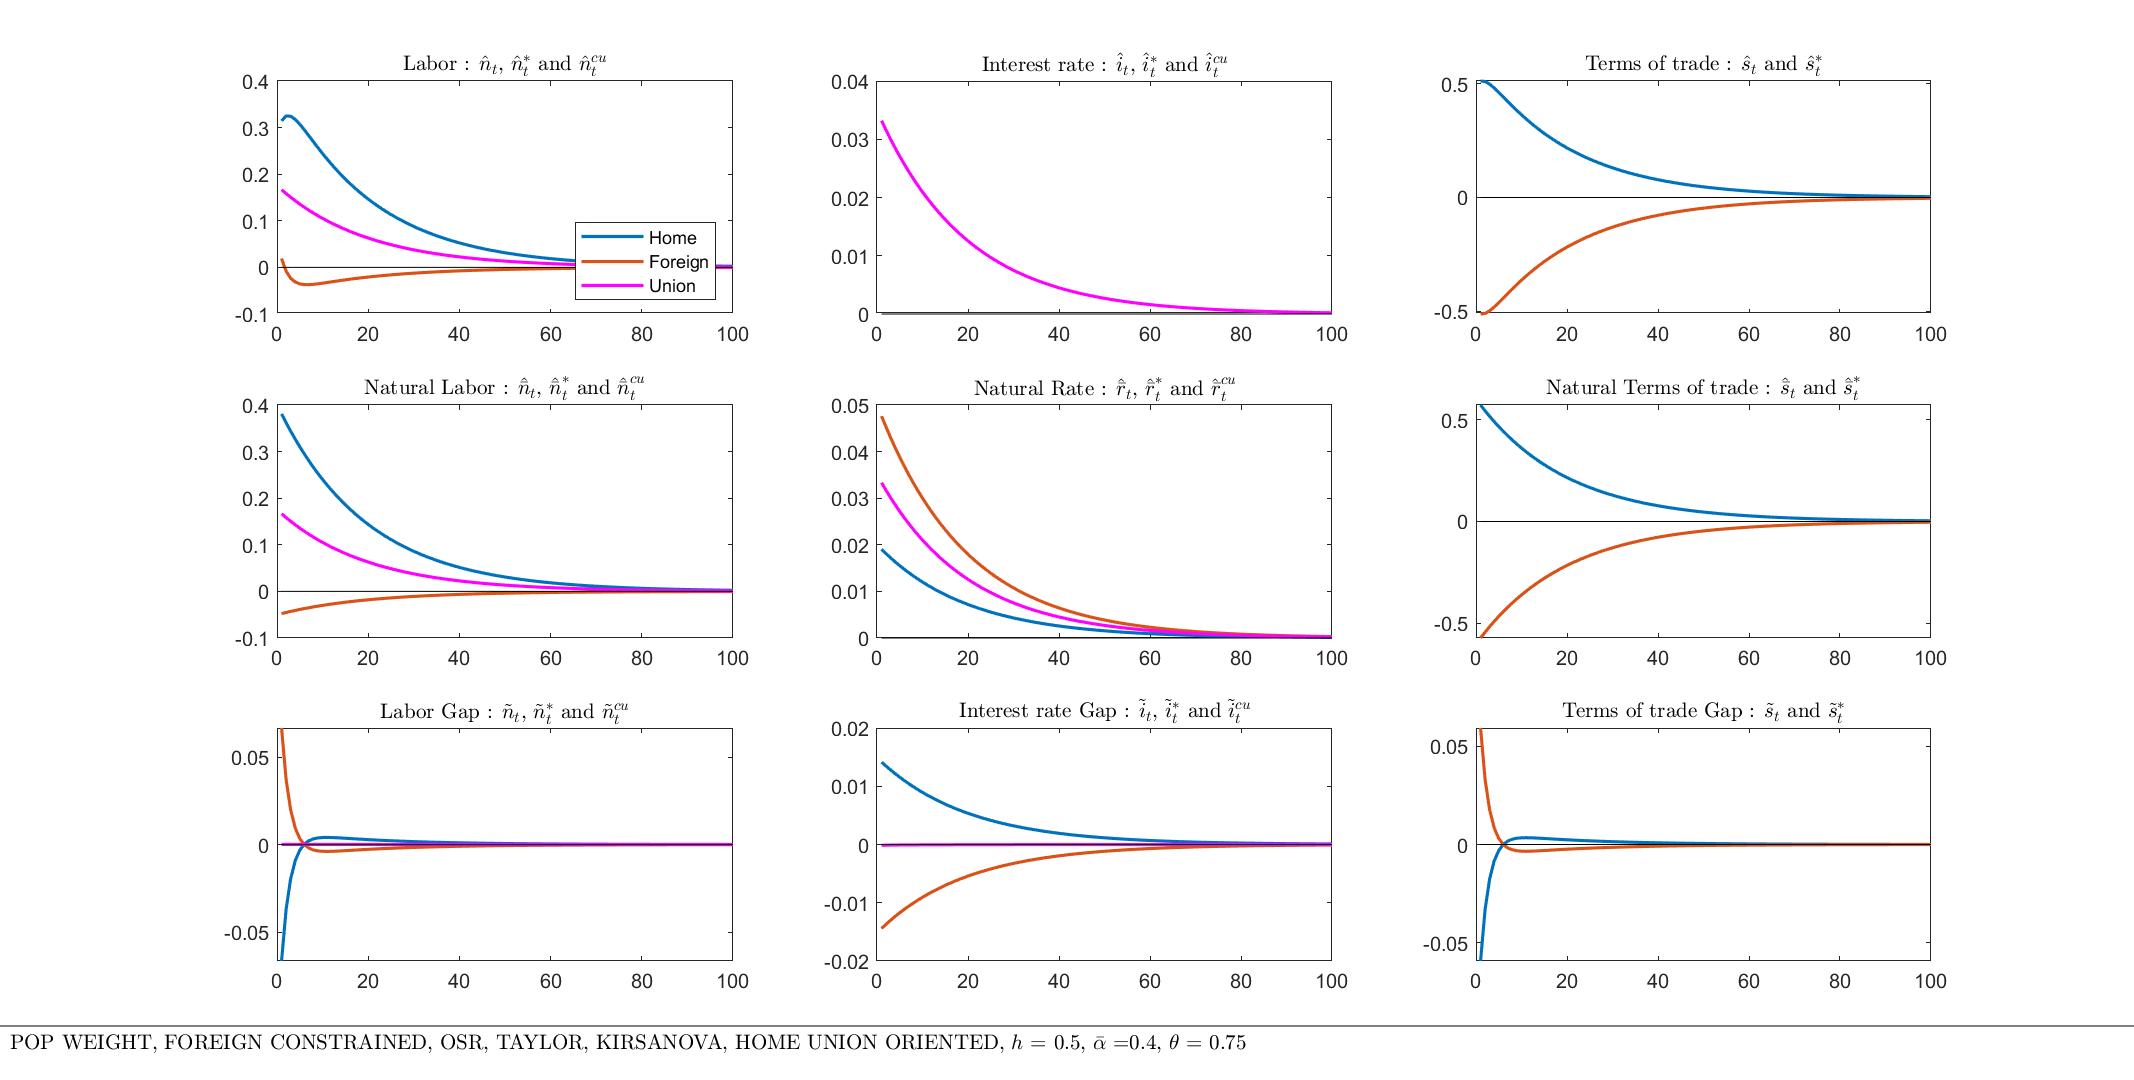 Labor : n̂ₜ, n̂ₜ* and n̂ₜᶜᵘ
Interest rate : îₜ, îₜ* and îₜᶜᵘ
Terms of trade : ŝₜ and ŝₜ*
0.4
0.3
0.2
0.1
0
-0.1
0 20 40 60 80 100
Home
Foreign
Union
0.04
0.03
0.02
0.01
0
0 20 40 60 80 100
0.5
0
-0.5
0 20 40 60 80 100
Natural Labor : n̄̂ₜ, n̄̂ₜ* and n̄̂ₜᶜᵘ
Natural Rate : r̄̂ₜ, r̄̂ₜ* and r̄̂ₜᶜᵘ
Natural Terms of trade : s̄̂ₜ and s̄̂ₜ*
0.4
0.3
0.2
0.1
0
-0.1
0 20 40 60 80 100
0.05
0.04
0.03
0.02
0.01
0
0 20 40 60 80 100
0.5
0
-0.5
0 20 40 60 80 100
Labor Gap : ñₜ, ñₜ* and ñₜᶜᵘ
Interest rate Gap : ĩₜ, ĩₜ* and ĩₜᶜᵘ
Terms of trade Gap : s̃ₜ and s̃ₜ*
0.05
0
-0.05
0 20 40 60 80 100
0.02
0.01
0
-0.01
-0.02
0 20 40 60 80 100
0.05
0
-0.05
0 20 40 60 80 100
POP WEIGHT, FOREIGN CONSTRAINED, OSR, TAYLOR, KIRSANOVA, HOME UNION ORIENTED, h = 0.5, ᾱ =0.4, θ = 0.75